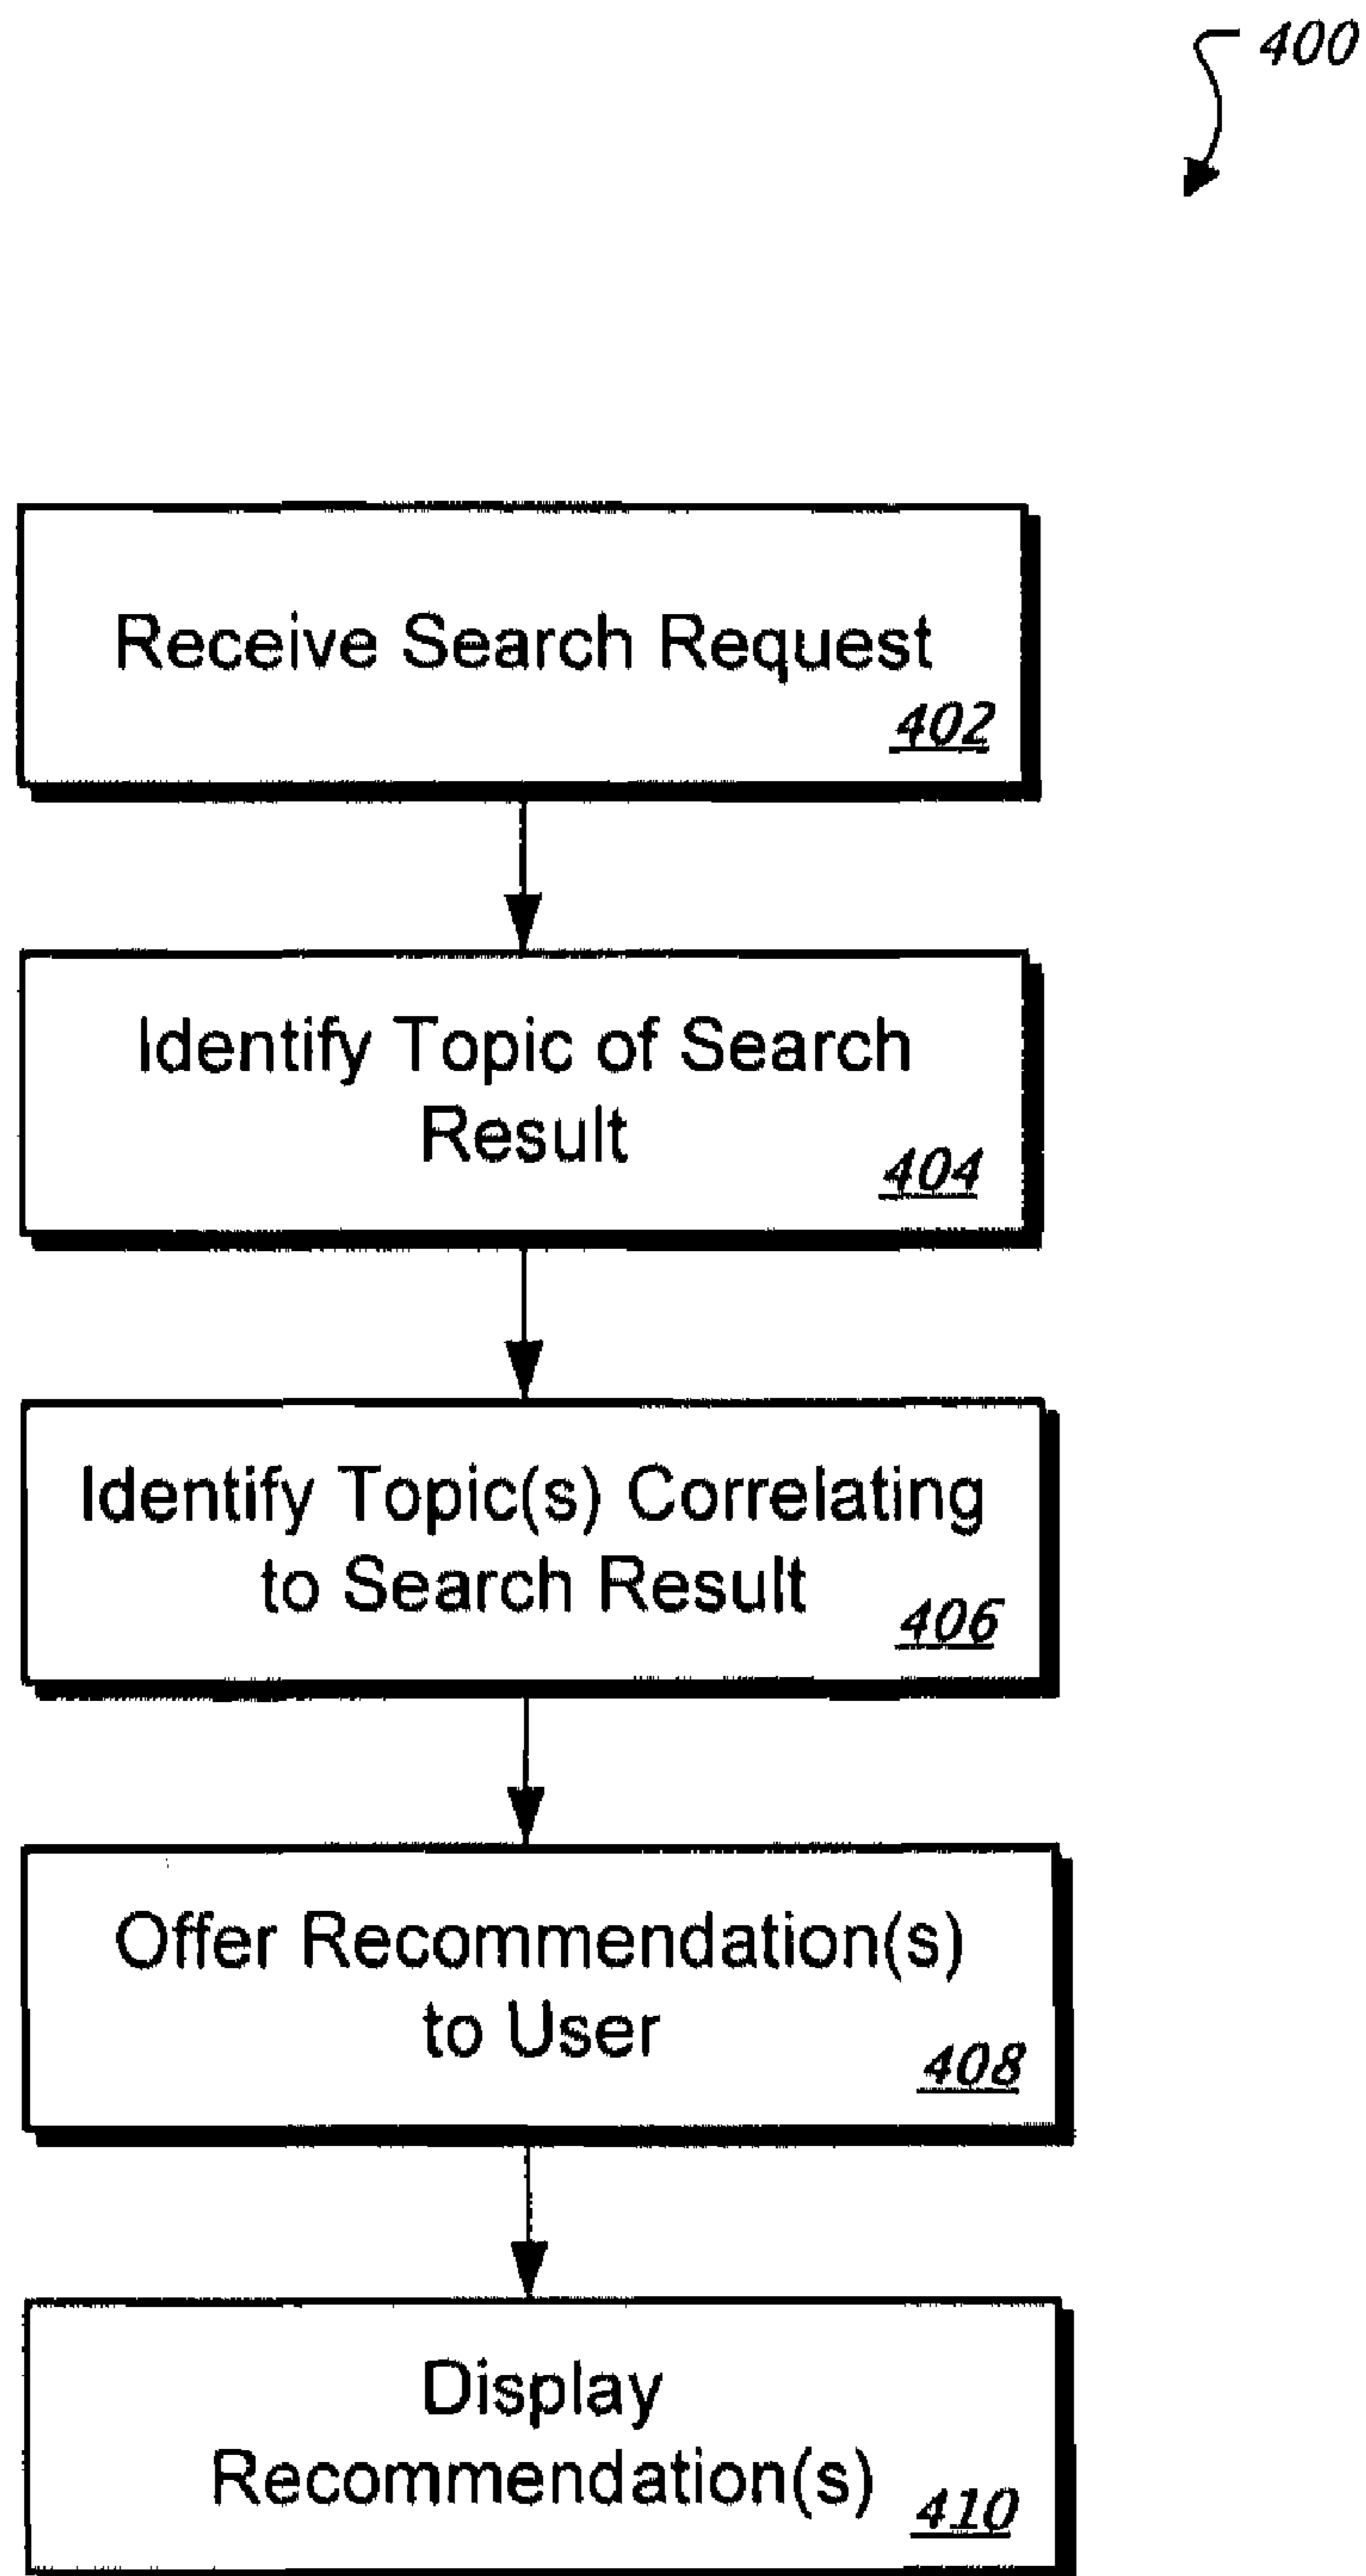 400
Receive Search Request
402
Identify Topic of Search
Result
404
Identify Topic(s) Correlating
to Search Result
406
Offer Recommendation(s)
to User
408
Display
Recommendation(s)
410